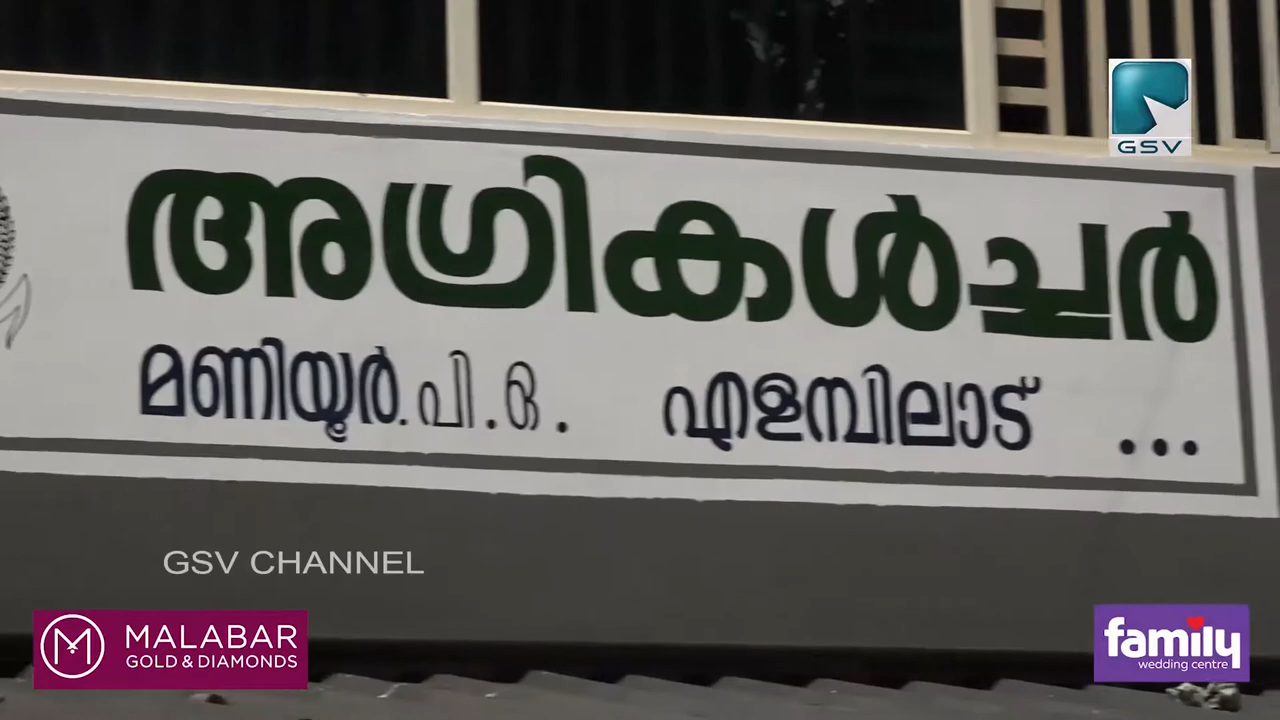 GSV
അഗ്രികൾച്ചർ
മണിയൂർ.പി.ഒ. എളമ്പിലാട് ...
GSV CHANNEL
MALABAR
GOLD & DIAMONDS
family
wedding centre